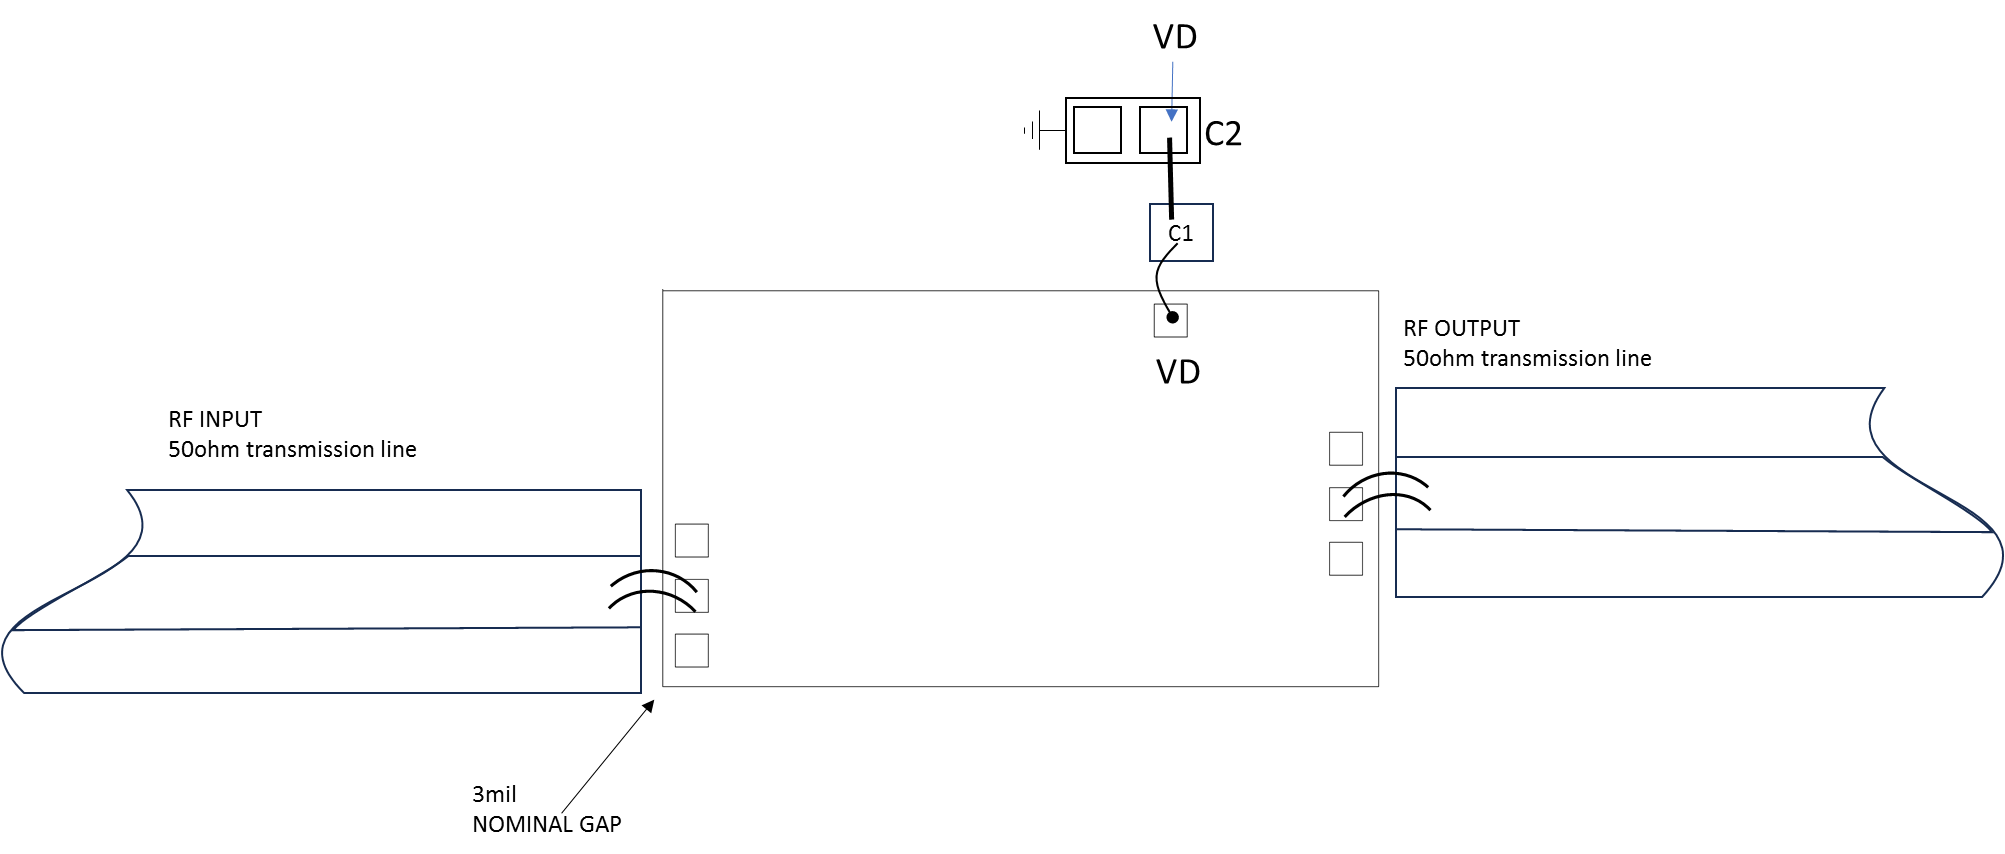 VD
C2
C1
VD
RF OUTPUT
50ohm transmission line
RF INPUT
50ohm transmission line
3mil
NOMINAL GAP